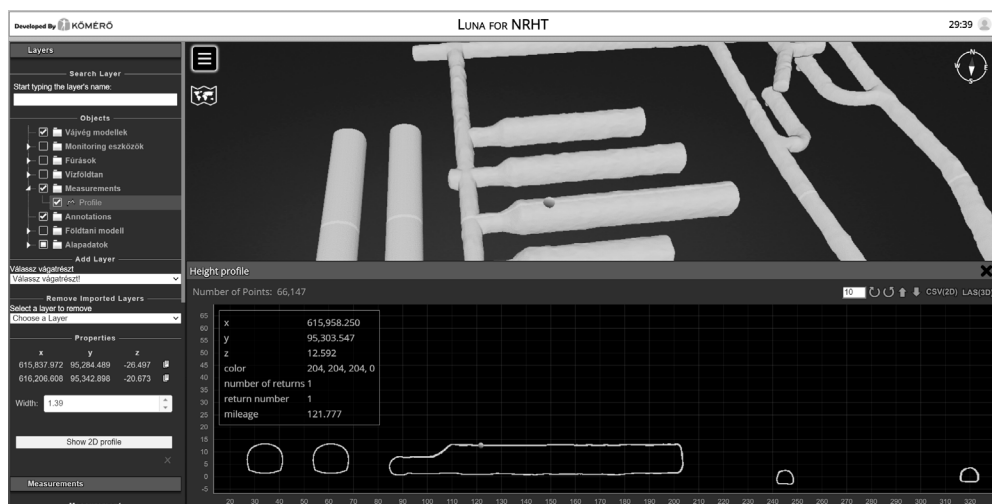 Developed By KŐMÉRŐ
LUNA FOR NRHT
29:39
Layers
Search Layer
Start typing the layer's name:
Objects
Vájvég modellek
Monitoring eszközök
Fúrások
Vízföldtan
Measurements
Profile
Annotations
Földtani modell
Alapadatok
Add Layer
Válassz vágatrészt
Válassz vágatrészt!
Remove Imported Layers
Select a layer to remove
Choose a Layer
Properties
x y z
615,837.972 95,284.489 -26.497
616,206.608 95,342.898 -20.673
Width: 1.39
Show 2D profile
Measurements
N
W E
S
Height profile
Number of Points: 66,147
10 CSV(2D) LAS(3D)
x 615,958.250
y 95,303.547
z 12.592
color 204, 204, 204, 0
number of returns 1
return number 1
mileage 121.777
65
60
55
50
45
40
35
30
25
20
15
10
5
0
-5
20 30 40 50 60 70 80 90 100 110 120 130 140 150 160 170 180 190 200 210 220 230 240 250 260 270 280 290 300 310 320